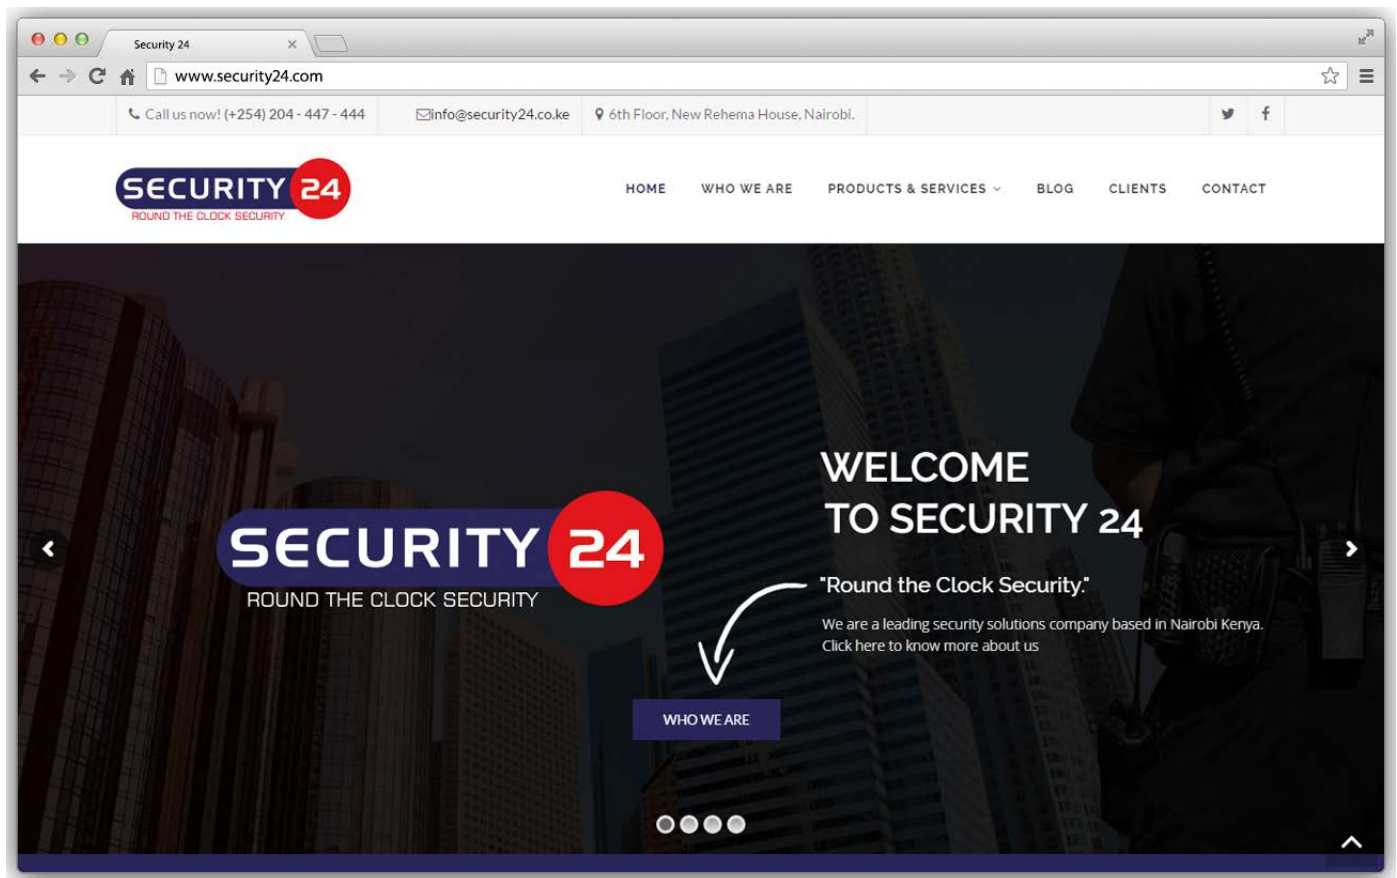 Security 24
www.security24.com
Call us now! (+254) 204 - 447 - 444
info@security24.co.ke
6th Floor, New Rehema House, Nairobi.
SECURITY 24
ROUND THE CLOCK SECURITY
HOME
WHO WE ARE
PRODUCTS & SERVICES
BLOG
CLIENTS
CONTACT
SECURITY 24
ROUND THE CLOCK SECURITY
WELCOME
TO SECURITY 24
"Round the Clock Security."
We are a leading security solutions company based in Nairobi Kenya.
Click here to know more about us
WHO WE ARE